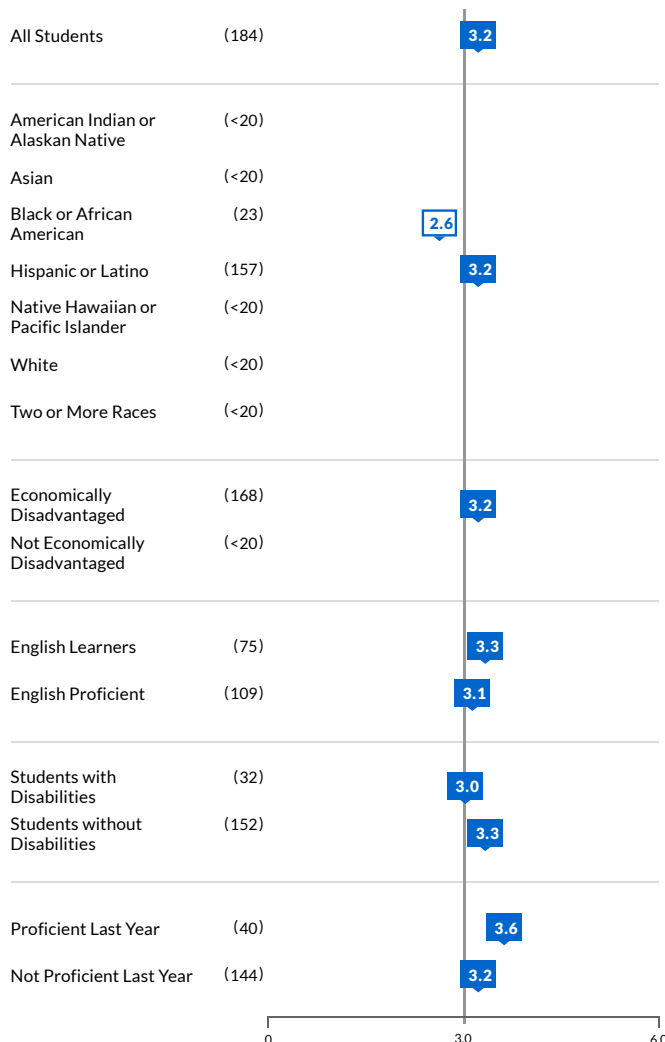 All Students (184) 3.2
American Indian or (<20)
Alaskan Native
Asian (<20)
Black or African (23) 2.6
American
Hispanic or Latino (157) 3.2
Native Hawaiian or (<20)
Pacific Islander
White (<20)
Two or More Races (<20)
Economically (168) 3.2
Disadvantaged
Not Economically (<20)
Disadvantaged
English Learners (75) 3.3
English Proficient (109) 3.1
Students with (32) 3.0
Disabilities
Students without (152) 3.3
Disabilities
Proficient Last Year (40) 3.6
Not Proficient Last Year (144) 3.2
0 3.0 6.0